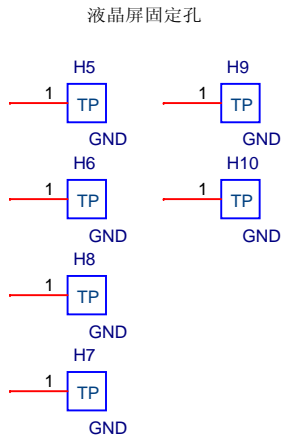 液晶屏固定孔
H5 H9
1 TP 1 TP
GND GND
H6 H10
1 TP 1 TP
GND GND
H8
1 TP
GND
H7
1 TP
GND